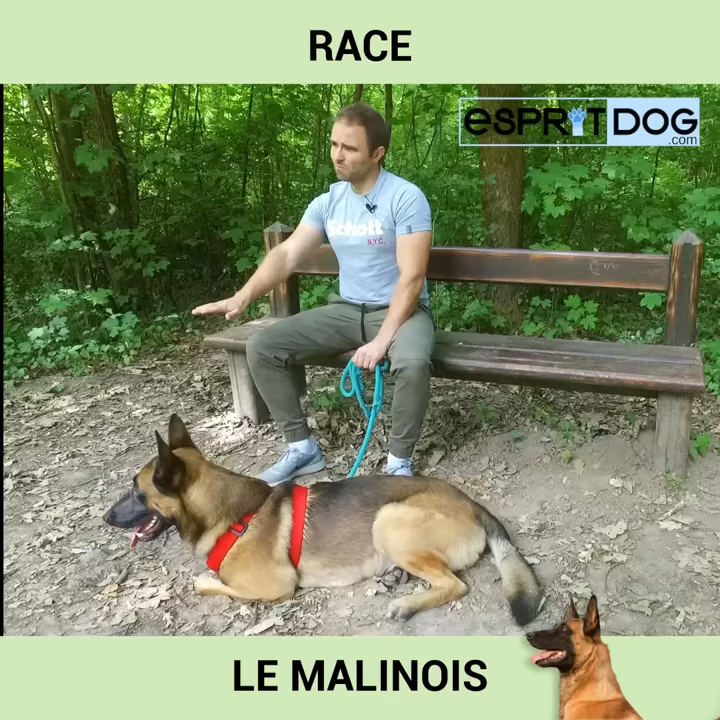 RACE
eSPRIT DOG
.com
Schott
N.Y.C.
LE MALINOIS